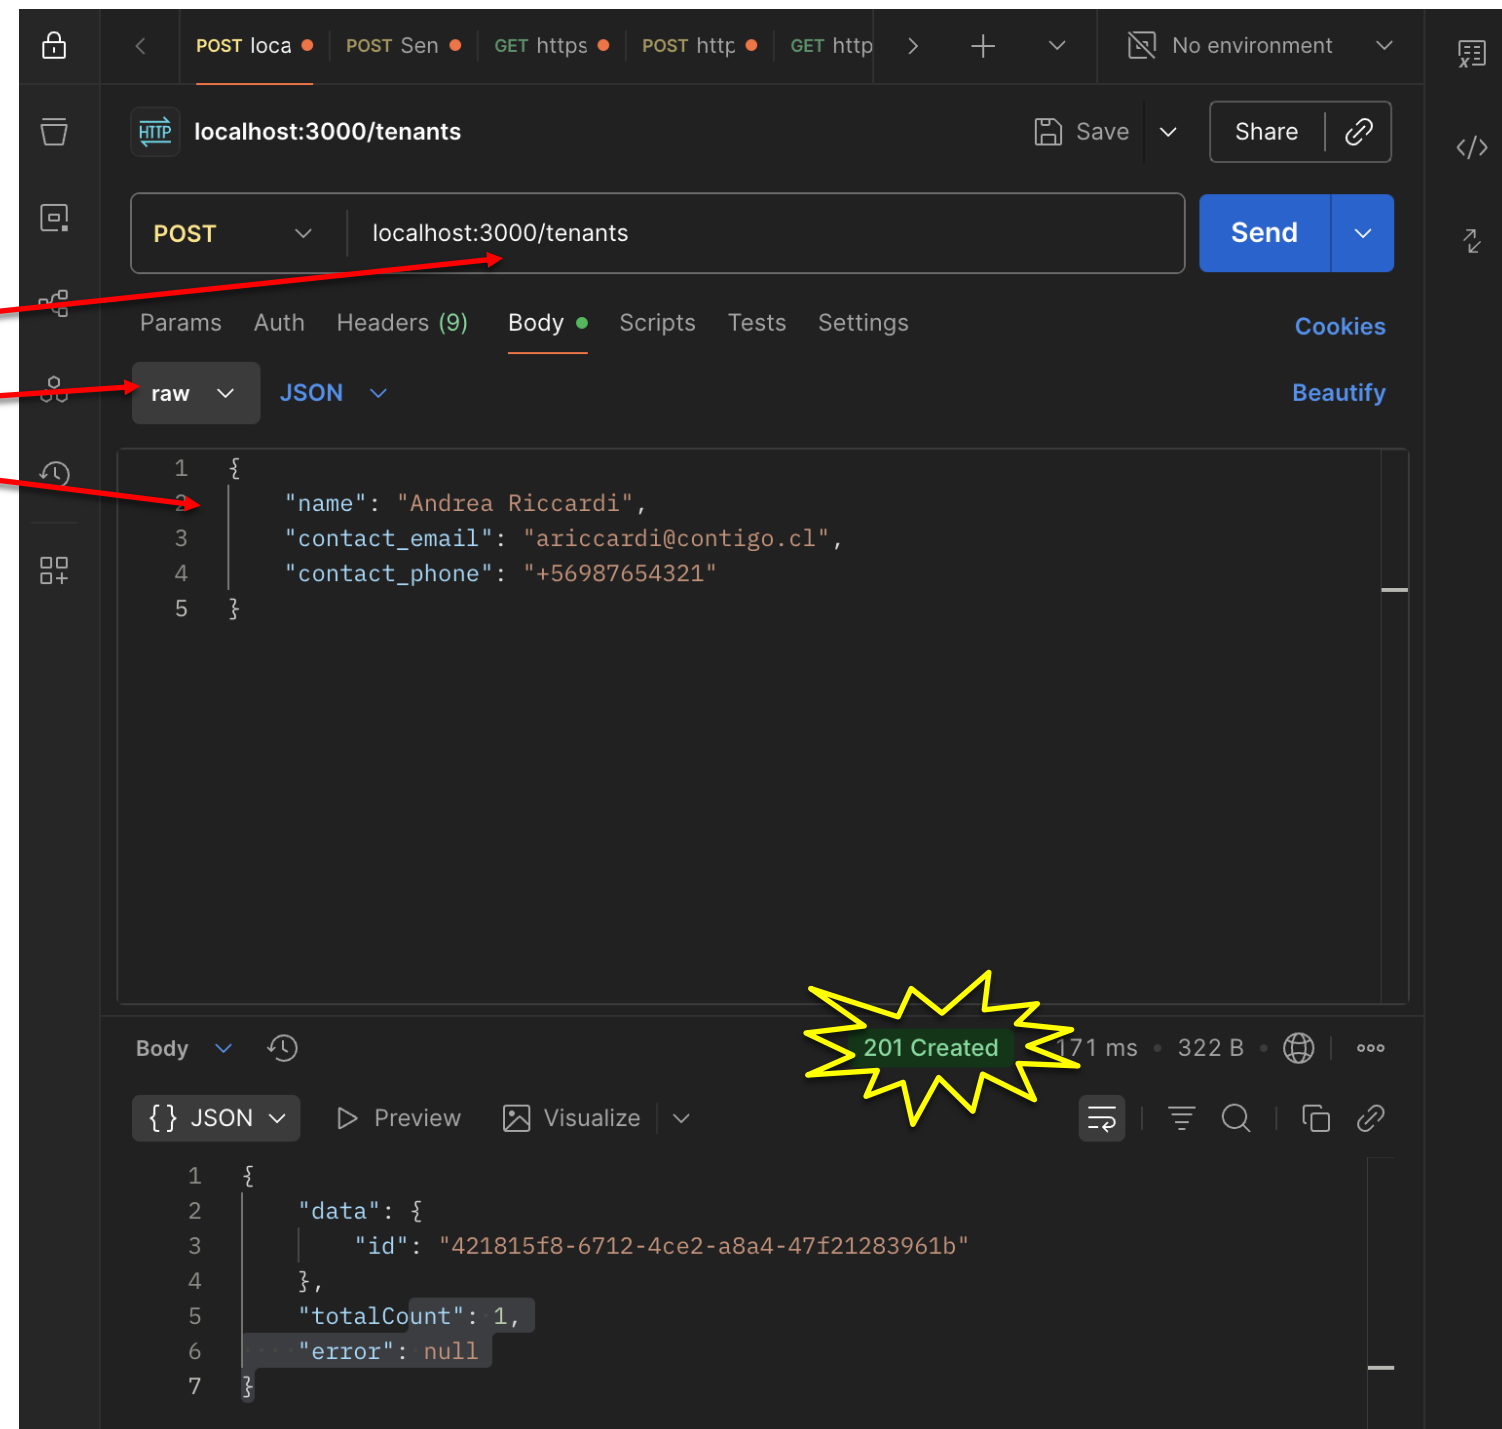 POST loca POST Sen GET https POST http GET http No environment
HTTP localhost:3000/tenants Save Share
POST localhost:3000/tenants Send
Params Auth Headers (9) Body Scripts Tests Settings Cookies
raw JSON Beautify
1 {
2 "name": "Andrea Riccardi",
3 "contact_email": "ariccardi@contigo.cl",
4 "contact_phone": "+56987654321"
5 }
Body 201 Created 171 ms • 322 B •
{} JSON Preview Visualize
1 {
2 "data": {
3 "id": "421815f8-6712-4ce2-a8a4-47f21283961b"
4 },
5 "totalCount": 1,
6 "error": null
7 }